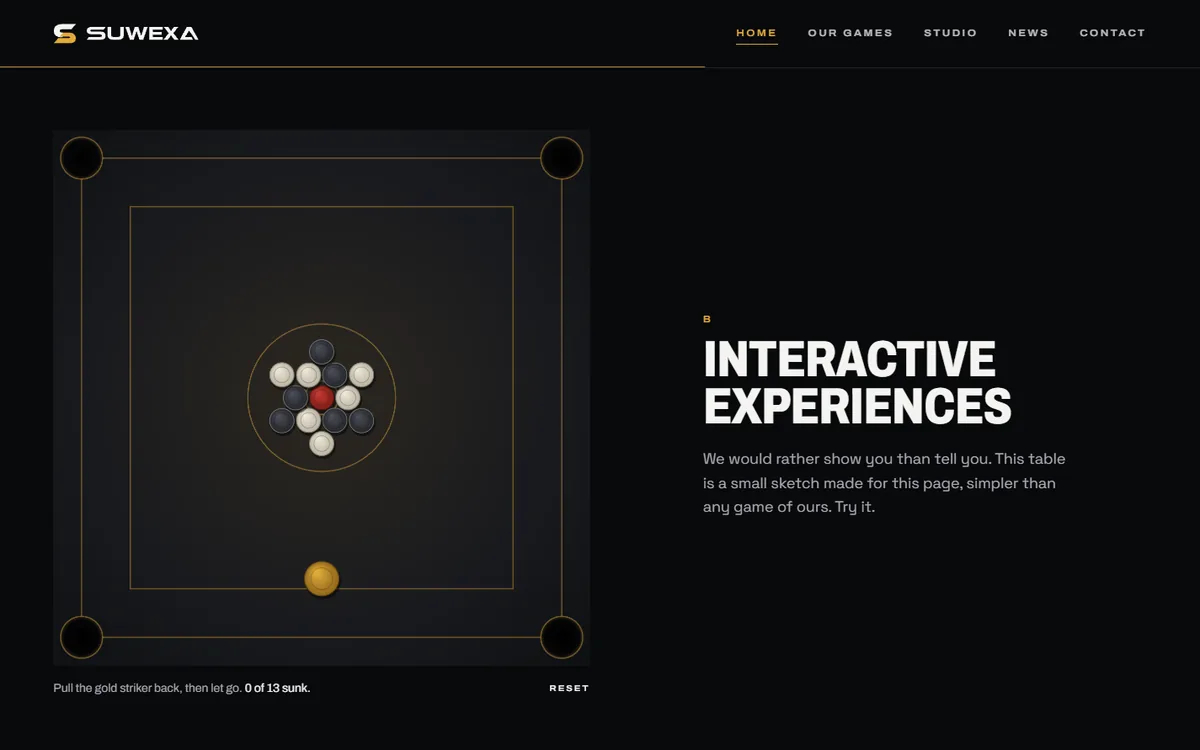 SUWEXA
HOME OUR GAMES STUDIO NEWS CONTACT
B
INTERACTIVE
EXPERIENCES
We would rather show you than tell you. This table
is a small sketch made for this page, simpler than
any game of ours. Try it.
Pull the gold striker back, then let go. 0 of 13 sunk.
RESET